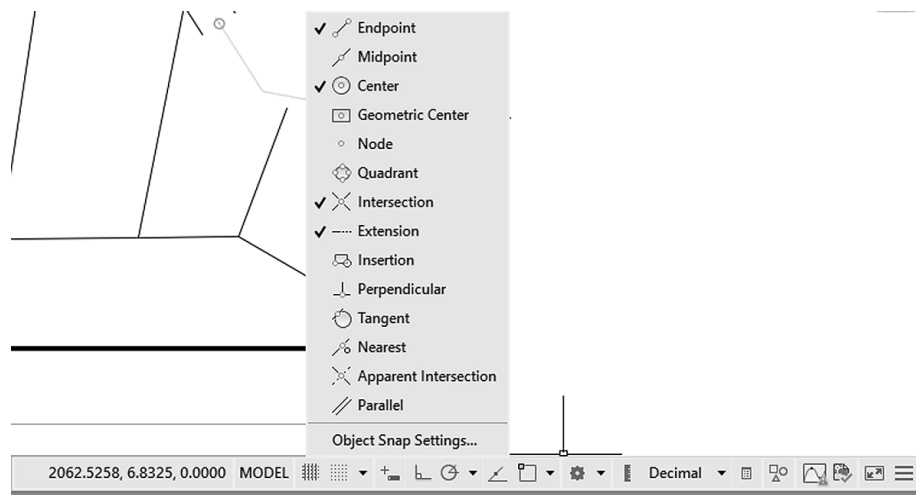 Endpoint
Midpoint
Center
Geometric Center
Node
Quadrant
Intersection
Extension
Insertion
Perpendicular
Tangent
Nearest
Apparent Intersection
Parallel
Object Snap Settings...
2062.5258, 6.8325, 0.0000 MODEL Decimal